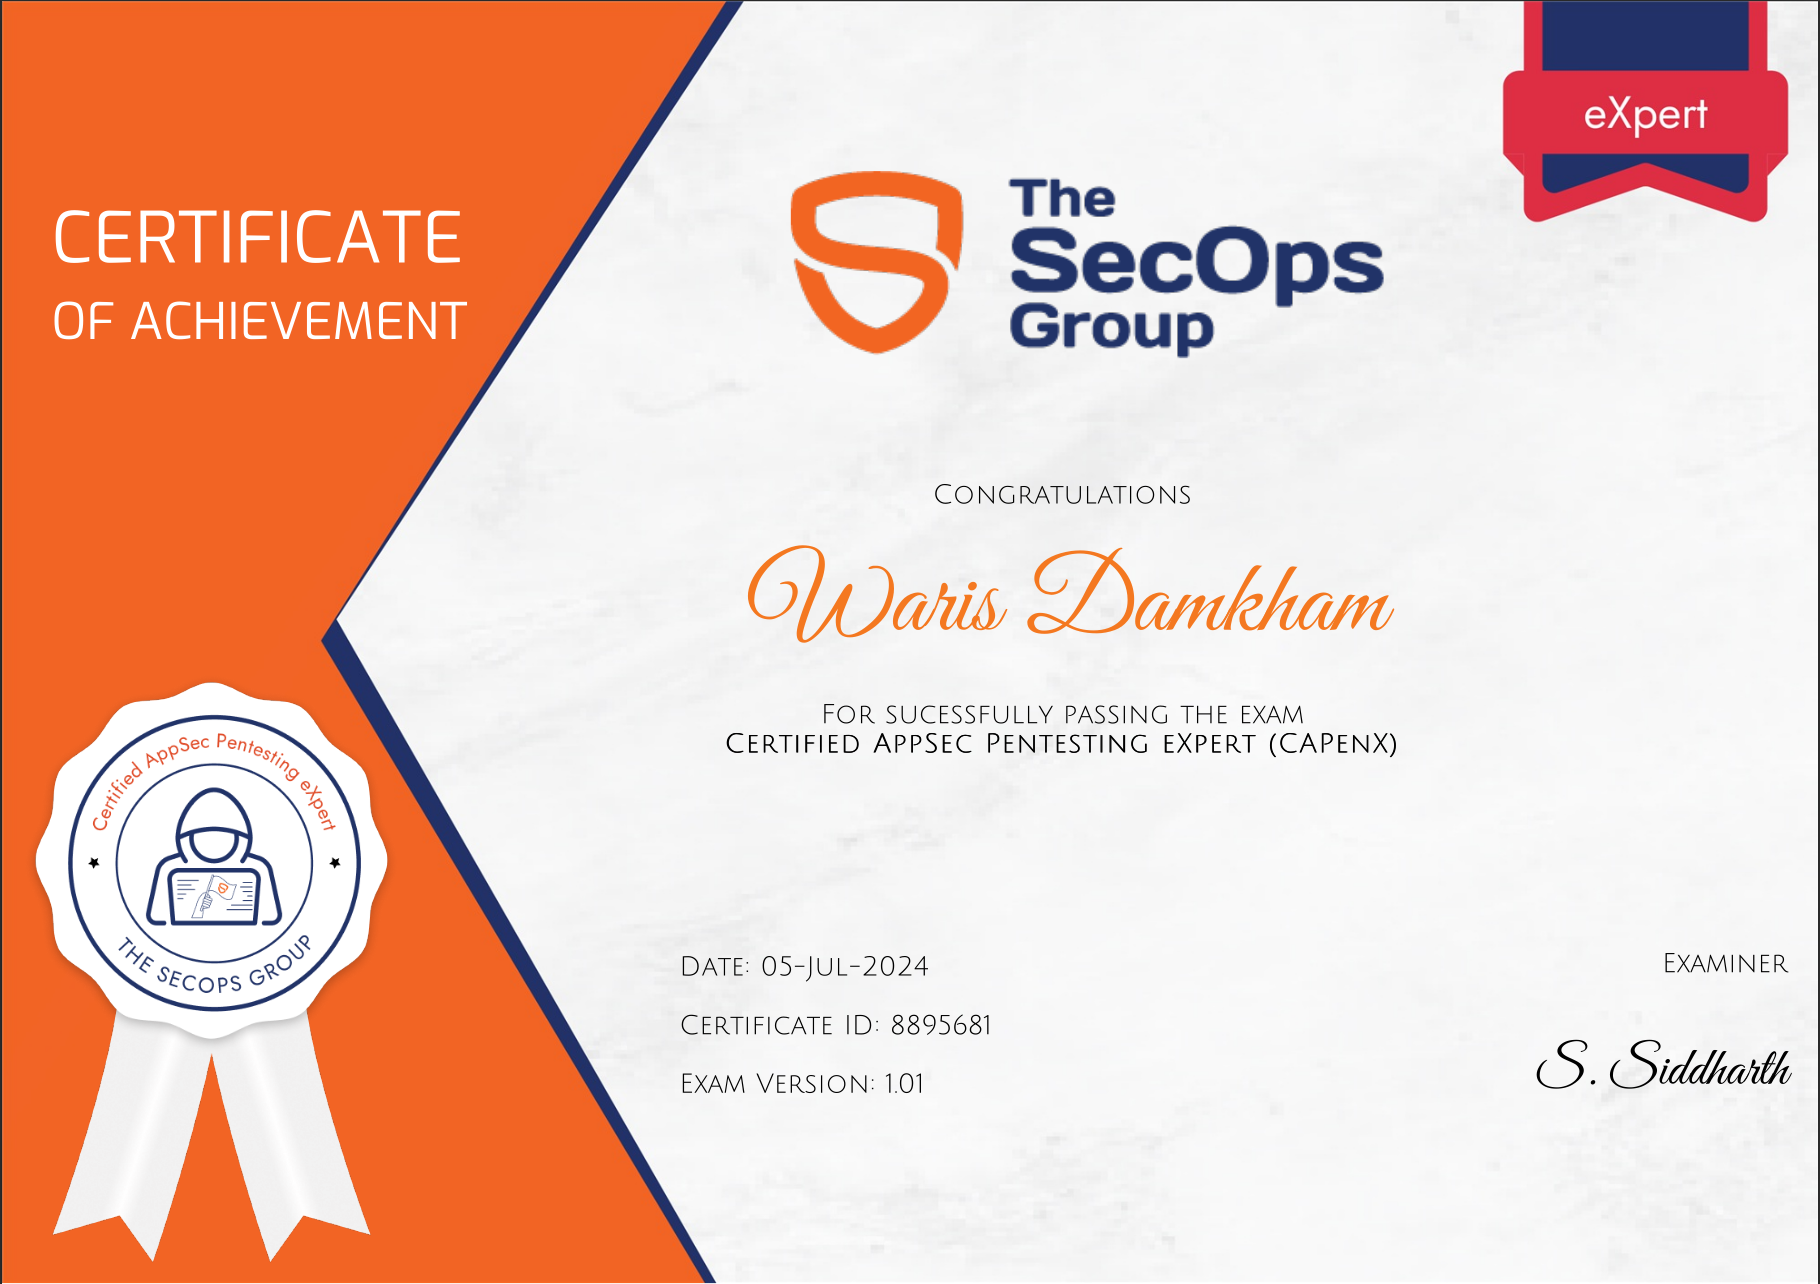 eXpert
CERTIFICATE
OF ACHIEVEMENT
The
SecOps
Group
Congratulations
Waris Damkham
For sucessfully passing the exam
Certified AppSec Pentesting eXpert (CAPenX)
Certified AppSec Pentesting eXpert
THE SECOPS GROUP
Date: 05-Jul-2024
Certificate ID: 8895681
Exam Version: 1.01
Examiner
S. Siddharth